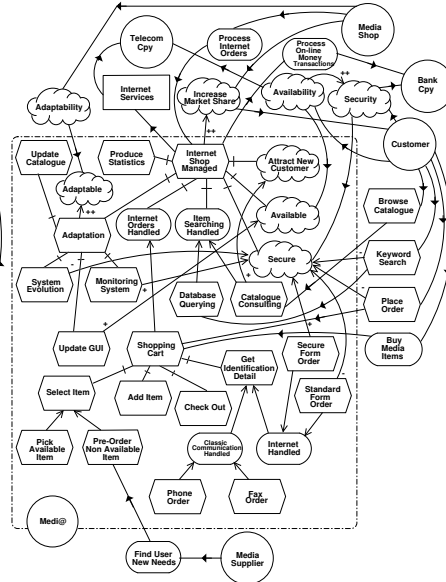 Process
Internet
Orders
Media
Shop
Telecom
Cpy
Process
On-line
Money
Transactions
Internet
Services
Increase
Market Share
Availability
++
Security
Bank
Cpy
Adaptability
++
Customer
Update
Catalogue
Produce
Statistics
Internet
Shop
Managed
Attract New
Customer
Adaptable
Browse
Catalogue
++
Adaptation
Internet
Orders
Handled
Item
Searching
Handled
Available
Keyword
Search
-
System
Evolution
-
Monitoring
System
+
Secure
-
Place
Order
Database
Querying
+
Catalogue
Consulting
+
Update GUI
+
Shopping
Cart
Get
Identification
Detail
Secure
Form
Order
Buy
Media
Items
-
Standard
Form
Order
Select Item
Add Item
Check Out
Pick
Available
Item
Pre-Order
Non Available
Item
Classic
Communication
Handled
Internet
Handled
Phone
Order
Fax
Order
Medi@
Find User
New Needs
Media
Supplier